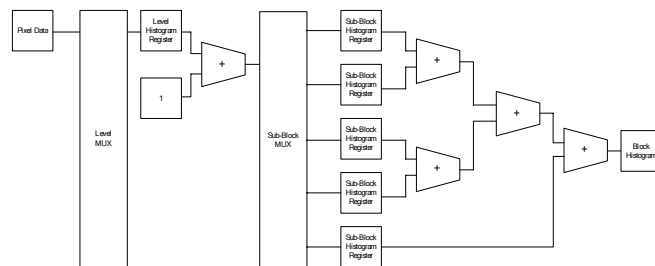 Pixel Data
Level
MUX
Level
Histogram
Register
1
+
Sub-Block
MUX
Sub-Block
Histogram
Register
Sub-Block
Histogram
Register
+
Sub-Block
Histogram
Register
Sub-Block
Histogram
Register
+
Sub-Block
Histogram
Register
+
+
Block
Histogram